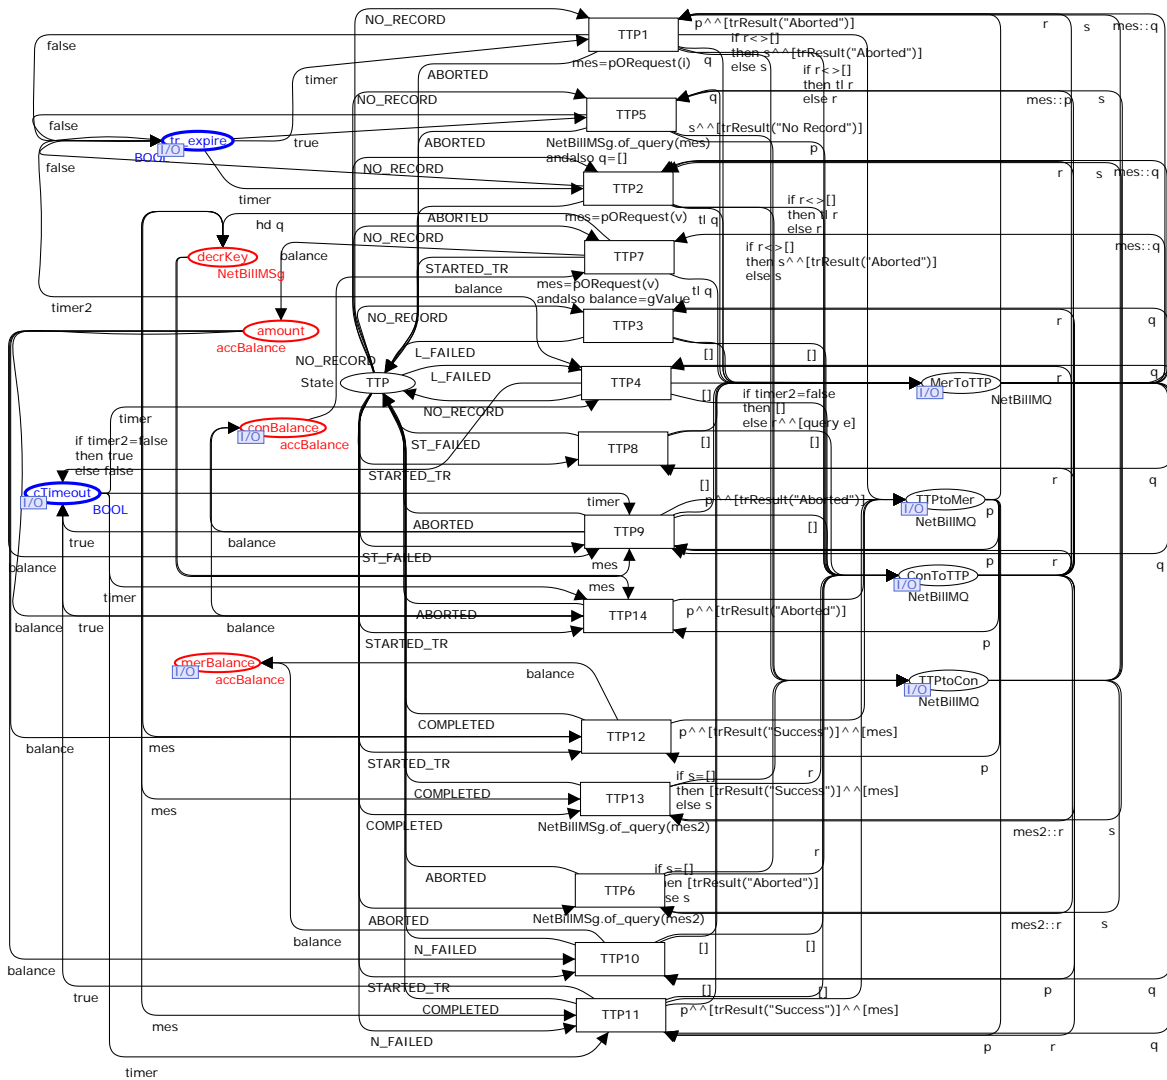 NO_RECORD
TTP1
p^^[trResult("Aborted")]
r
s
mes::q
false
if r<>[]
then s^^[trResult("Aborted")]
else s
mes=pORequest(i)
q
timer
ABORTED
if r<>[]
then tl r
else r
NO_RECORD
q
mes::p
s
TTP5
false
tr_expire
I/O
BOOL
true
s^^[trResult("No Record")]
ABORTED
NetBillMSg.of_query(mes)
andalso q=[]
p
false
NO_RECORD
TTP2
r
s
mes::q
timer
if r<>[]
then tl r
else r
hd q
ABORTED
mes=pORequest(v)
tl q
NO_RECORD
if r<>[]
then s^^[trResult("Aborted")]
else s
mes::q
decrKey
NetBillMSg
balance
TTP7
STARTED_TR
mes=pORequest(v)
andalso balance=gValue
tl q
balance
timer2
NO_RECORD
TTP3
r
q
amount
accBalance
NO_RECORD
L_FAILED
[]
[]
State
TTP
L_FAILED
TTP4
r
q
MerToTTP
I/O
NetBillMQ
timer
NO_RECORD
[]
if timer2=false
then []
else r^^[query e]
conBalance
I/O
accBalance
if timer2=false
then true
else false
ST_FAILED
TTP8
[]
[]
STARTED_TR
r
q
cTimeout
I/O
BOOL
timer
[]
p^^[trResult("Aborted")]
TTPtoMer
I/O
NetBillMQ
p
true
balance
ABORTED
TTP9
[]
balance
ST_FAILED
mes
p
r
q
ConToTTP
I/O
NetBillMQ
timer
mes
balance
true
balance
ABORTED
TTP14
p^^[trResult("Aborted")]
STARTED_TR
p
merBalance
I/O
accBalance
balance
TTPtoCon
I/O
NetBillMQ
COMPLETED
TTP12
p^^[trResult("Success")]^^[mes]
balance
mes
STARTED_TR
p
if s=[]
then [trResult("Success")]^^[mes]
else s
r
COMPLETED
TTP13
mes
COMPLETED
NetBillMSg.of_query(mes2)
mes2::r
s
r
if s=[]
[trResult("Aborted")]
s
ABORTED
TTP6
ABORTED
NetBillMSg.of_query(mes2)
mes2::r
s
balance
N_FAILED
[]
[]
TTP10
balance
STARTED_TR
[]
[]
p
q
true
COMPLETED
TTP11
p^^[trResult("Success")]^^[mes]
mes
N_FAILED
p
r
q
timer